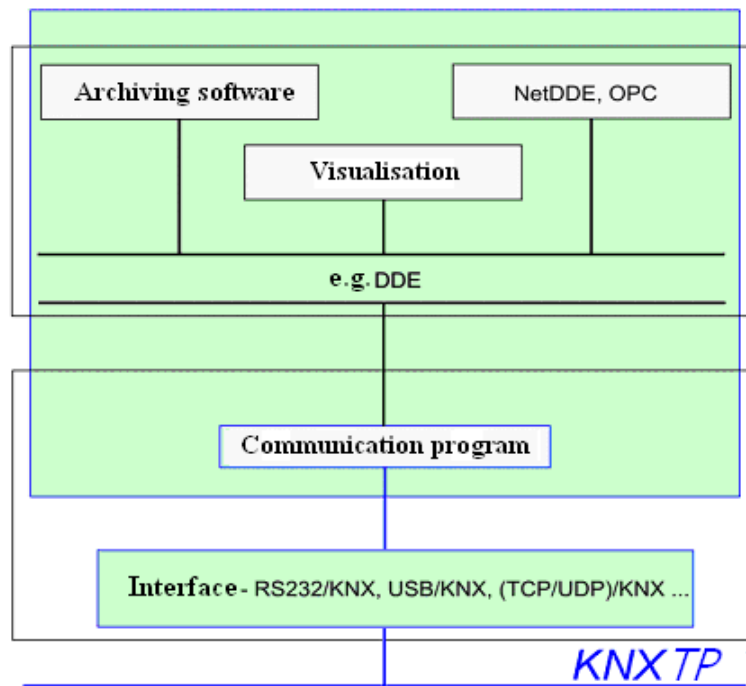 Archiving software
NetDDE, OPC
Visualisation
e.g. DDE
Communication program
Interface - RS232/KNX, USB/KNX, (TCP/UDP)/KNX ...
KNX TP